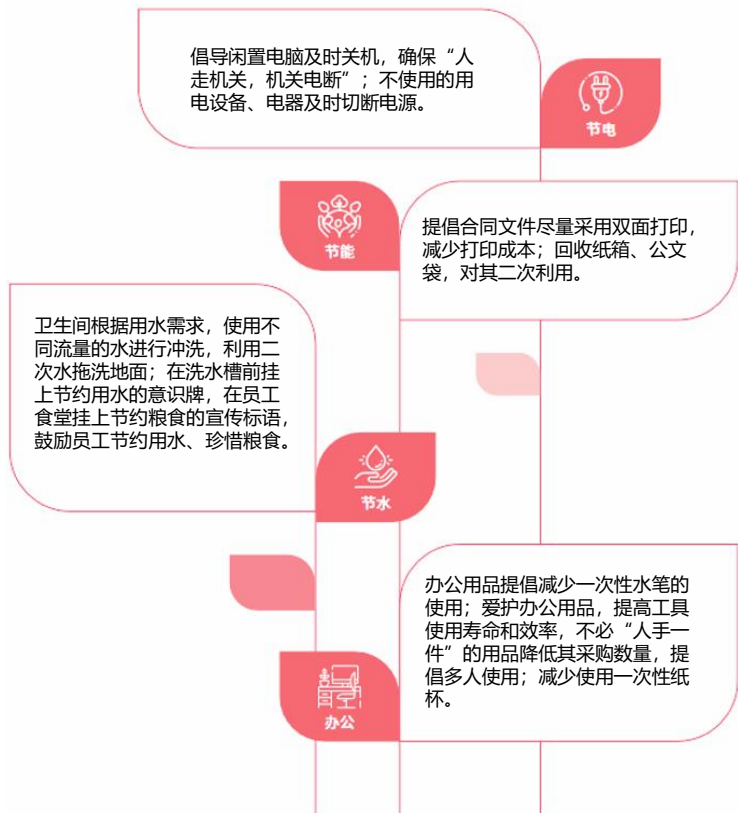 倡导闲置电脑及时关机，确保“人
走机关，机关电断”；不使用的用
电设备、电器及时切断电源。
节电
节能
提倡合同文件尽量采用双面打印，
减少打印成本；回收纸箱、公文
袋，对其二次利用。
卫生间根据用水需求，使用不
同流量的水进行冲洗，利用二
次水拖洗地面；在洗水槽前挂
上节约用水的意识牌，在员工
食堂挂上节约粮食的宣传标语，
鼓励员工节约用水、珍惜粮食。
节水
办公用品提倡减少一次性水笔的
使用；爱护办公用品，提高工具
使用寿命和效率，不必“人手一
件”的用品降低其采购数量，提
倡多人使用；减少使用一次性纸
杯。
办公